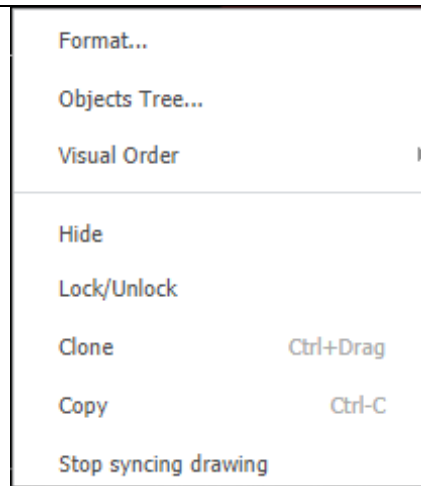 Format...
Objects Tree...
Visual Order
Hide
Lock/Unlock
Clone Ctrl+Drag
Copy Ctrl-C
Stop syncing drawing